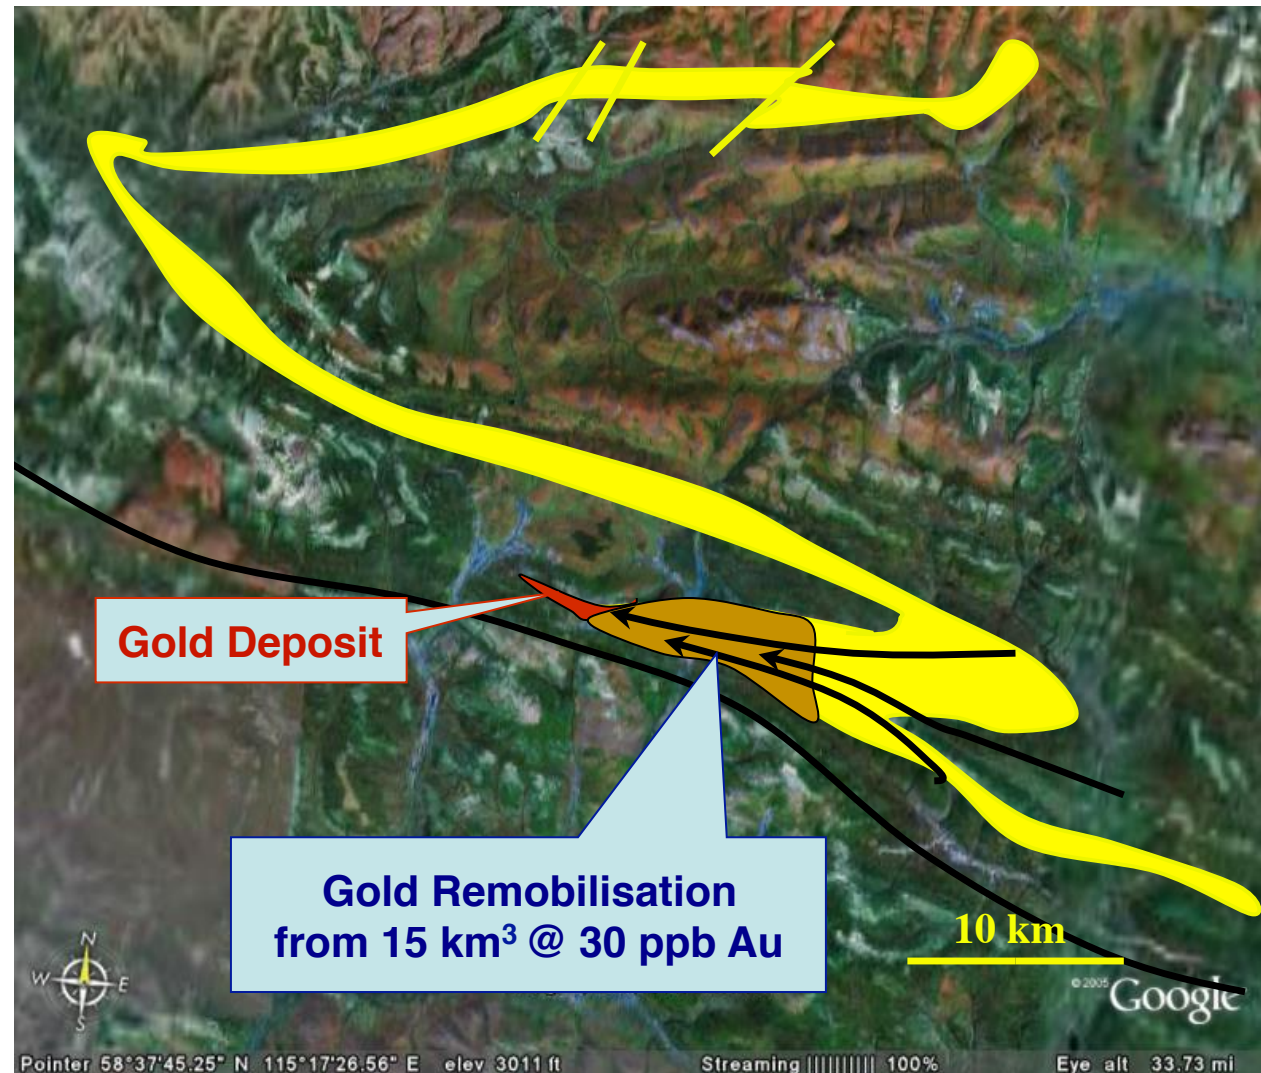 Gold Deposit
Gold Remobilisation
from 15 km³ @ 30 ppb Au
10 km
N
W E
S
© 2005 Google
Pointer 58°37'45.25" N 115°17'26.56" E elev 3011 ft Streaming |||||||||| 100% Eye alt 33.73 mi